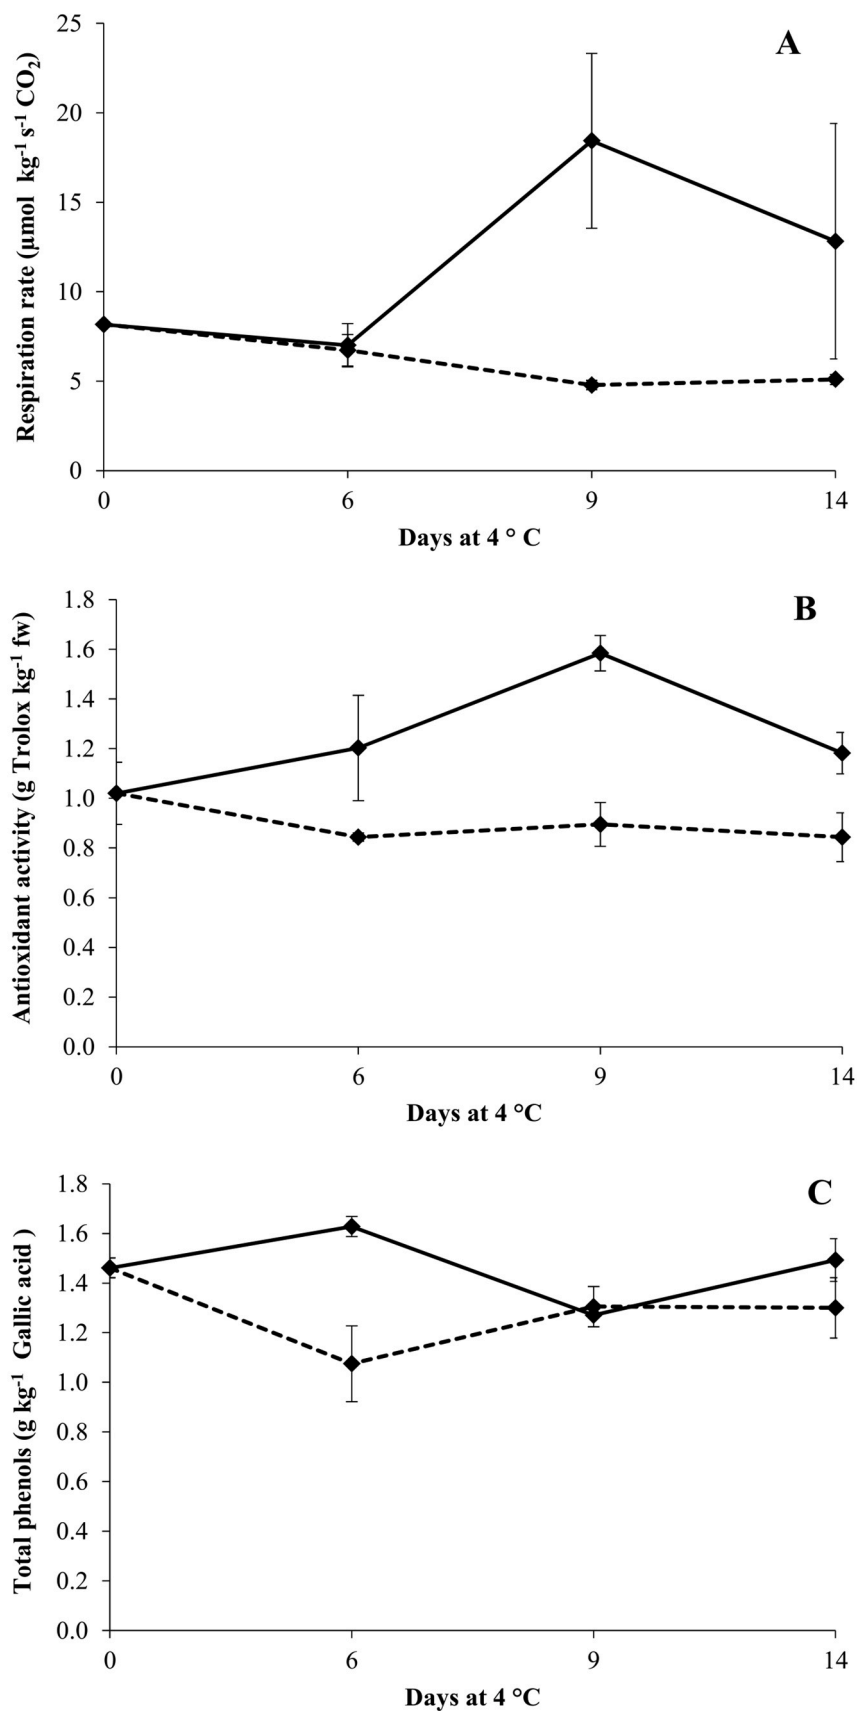 A
Respiration rate (µmol kg⁻¹ s⁻¹ CO₂)
25
20
15
10
5
0
0 6 9 14
Days at 4 ° C
B
Antioxidant activity (g Trolox kg⁻¹ fw)
1.8
1.6
1.4
1.2
1.0
0.8
0.6
0.4
0.2
0.0
0 6 9 14
Days at 4 °C
C
Total phenols (g kg⁻¹ Gallic acid )
1.8
1.6
1.4
1.2
1.0
0.8
0.6
0.4
0.2
0.0
0 6 9 14
Days at 4 °C